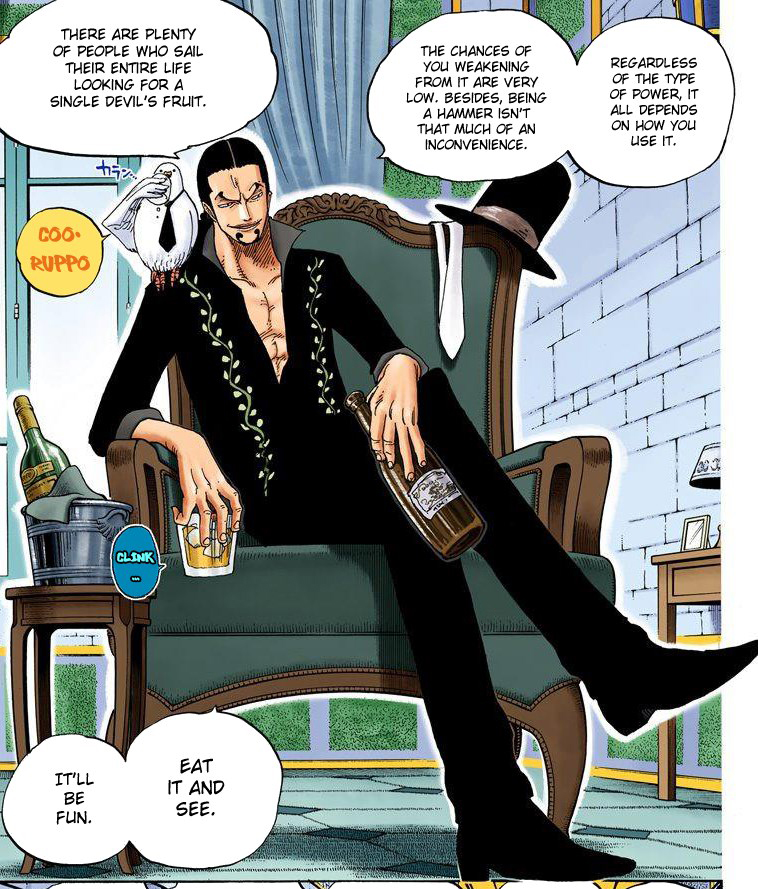 THERE ARE PLENTY
OF PEOPLE WHO SAIL
THEIR ENTIRE LIFE
LOOKING FOR A
SINGLE DEVIL'S FRUIT.
THE CHANCES OF
YOU WEAKENING
FROM IT ARE VERY
LOW. BESIDES, BEING
A HAMMER ISN'T
THAT MUCH OF AN
INCONVENIENCE.
REGARDLESS
OF THE TYPE
OF POWER, IT
ALL DEPENDS
ON HOW YOU
USE IT.
カラン…
COO-
RUPPO
CLINK
...
EAT
IT AND
SEE.
IT'LL
BE
FUN.